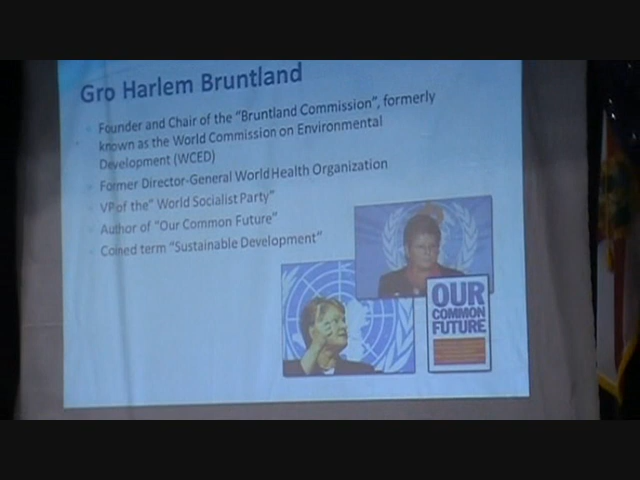 Gro Harlem Bruntland
Founder and Chair of the "Bruntland Commission", formerly
known as the World Commission on Environmental
Development (WCED)
Former Director-General World Health Organization
VP of the" World Socialist Party"
Author of "Our Common Future"
Coined term "Sustainable Development"
OUR
COMMON
FUTURE